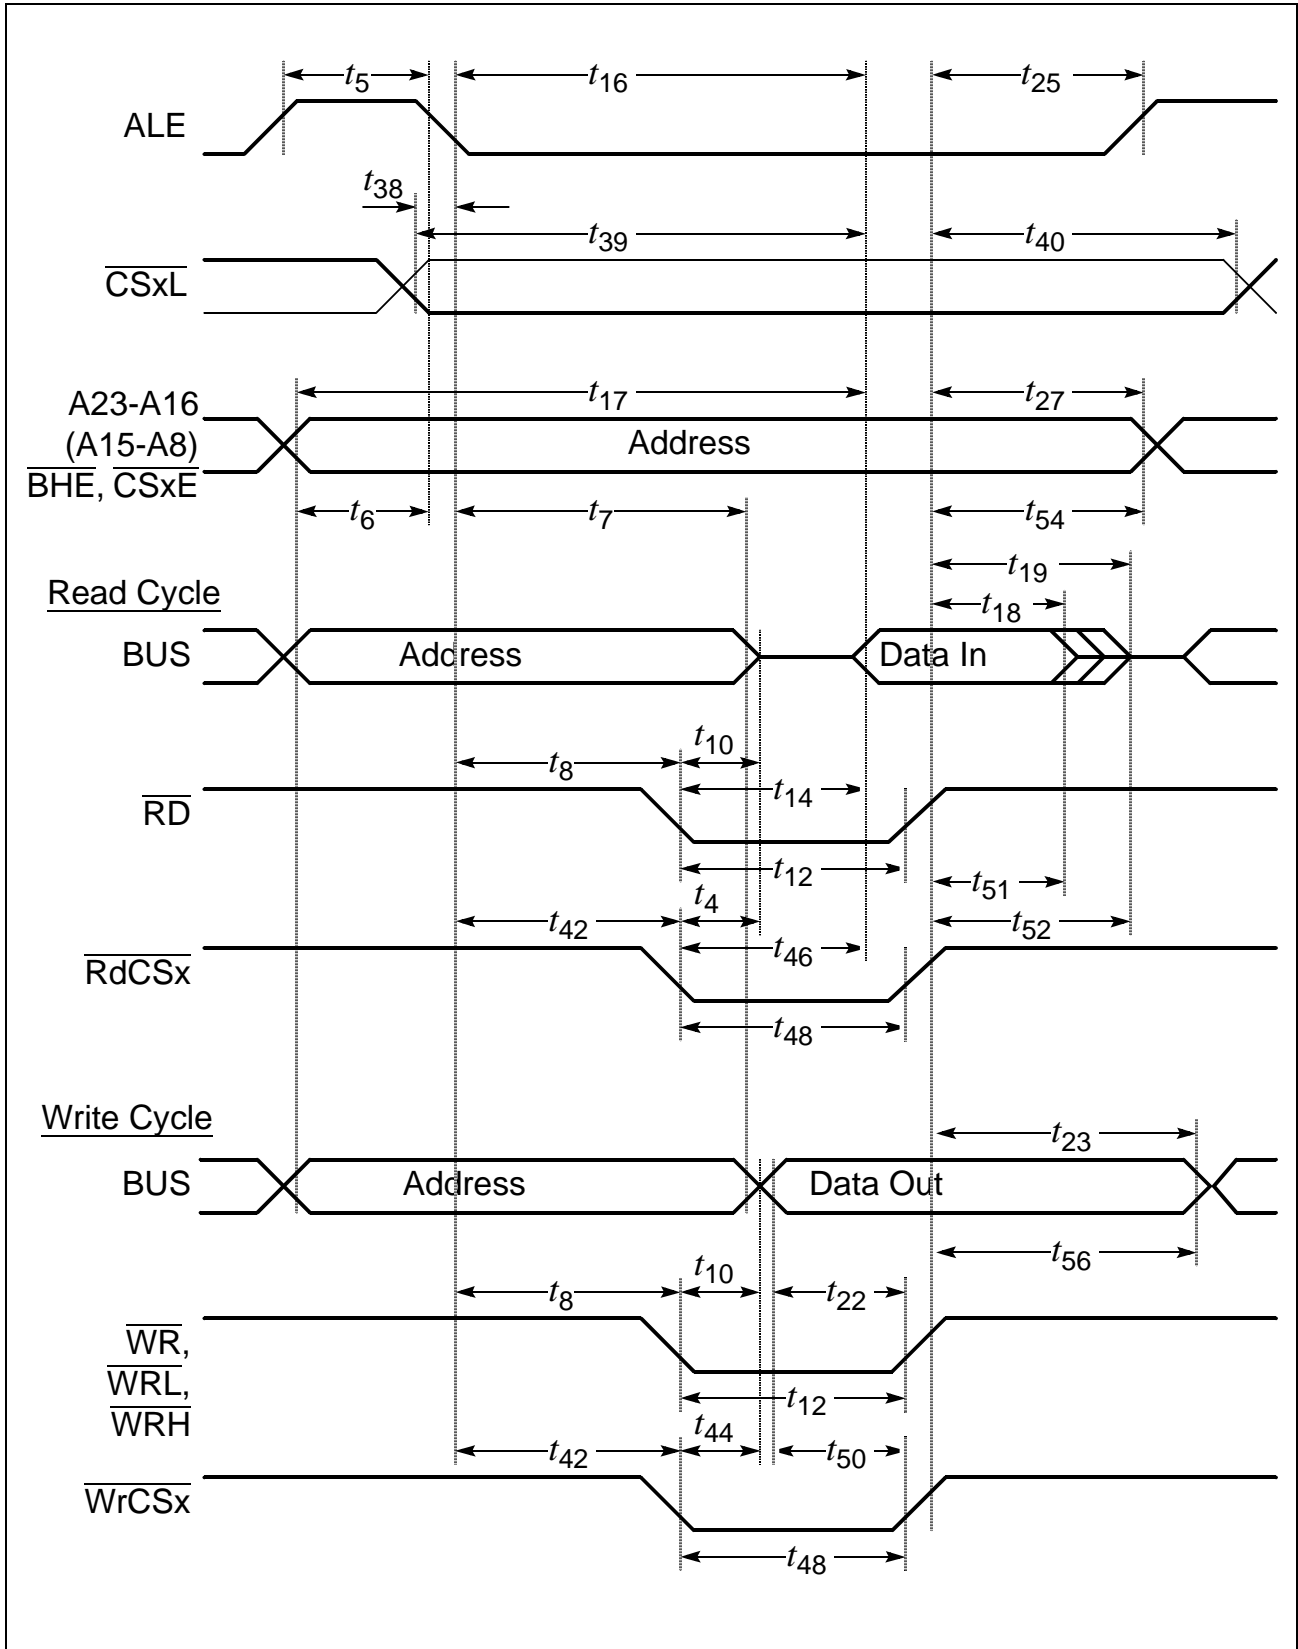 t5
t16
t25
ALE
t38
t39
t40
CSxL
A23-A16
(A15-A8)
BHE, CSxE
t17
t27
Address
t6
t7
t54
t19
Read Cycle
t18
BUS
Address
Data In
t10
t8
t14
RD
t12
t51
t4
t42
t52
t46
RdCSx
t48
Write Cycle
t23
BUS
Address
Data Out
t56
t10
t8
t22
WR,
WRL,
WRH
t12
t44
t42
t50
WrCSx
t48